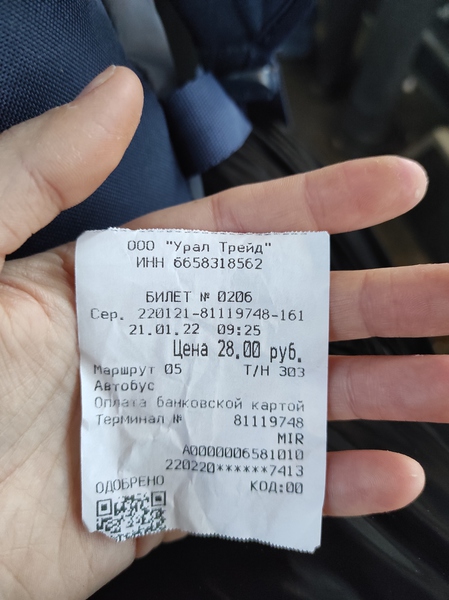 ООО "Урал Трейд"
ИНН 6658318562
БИЛЕТ № 0206
Сер. 220121-81119748-161
21.01.22 09:25
Цена 28.00 руб.
Маршрут 05 Т/Н 303
Автобус
Оплата банковской картой
Терминал № 81119748
MIR
A0000006581010
220220******7413
ОДОБРЕНО КОД:00